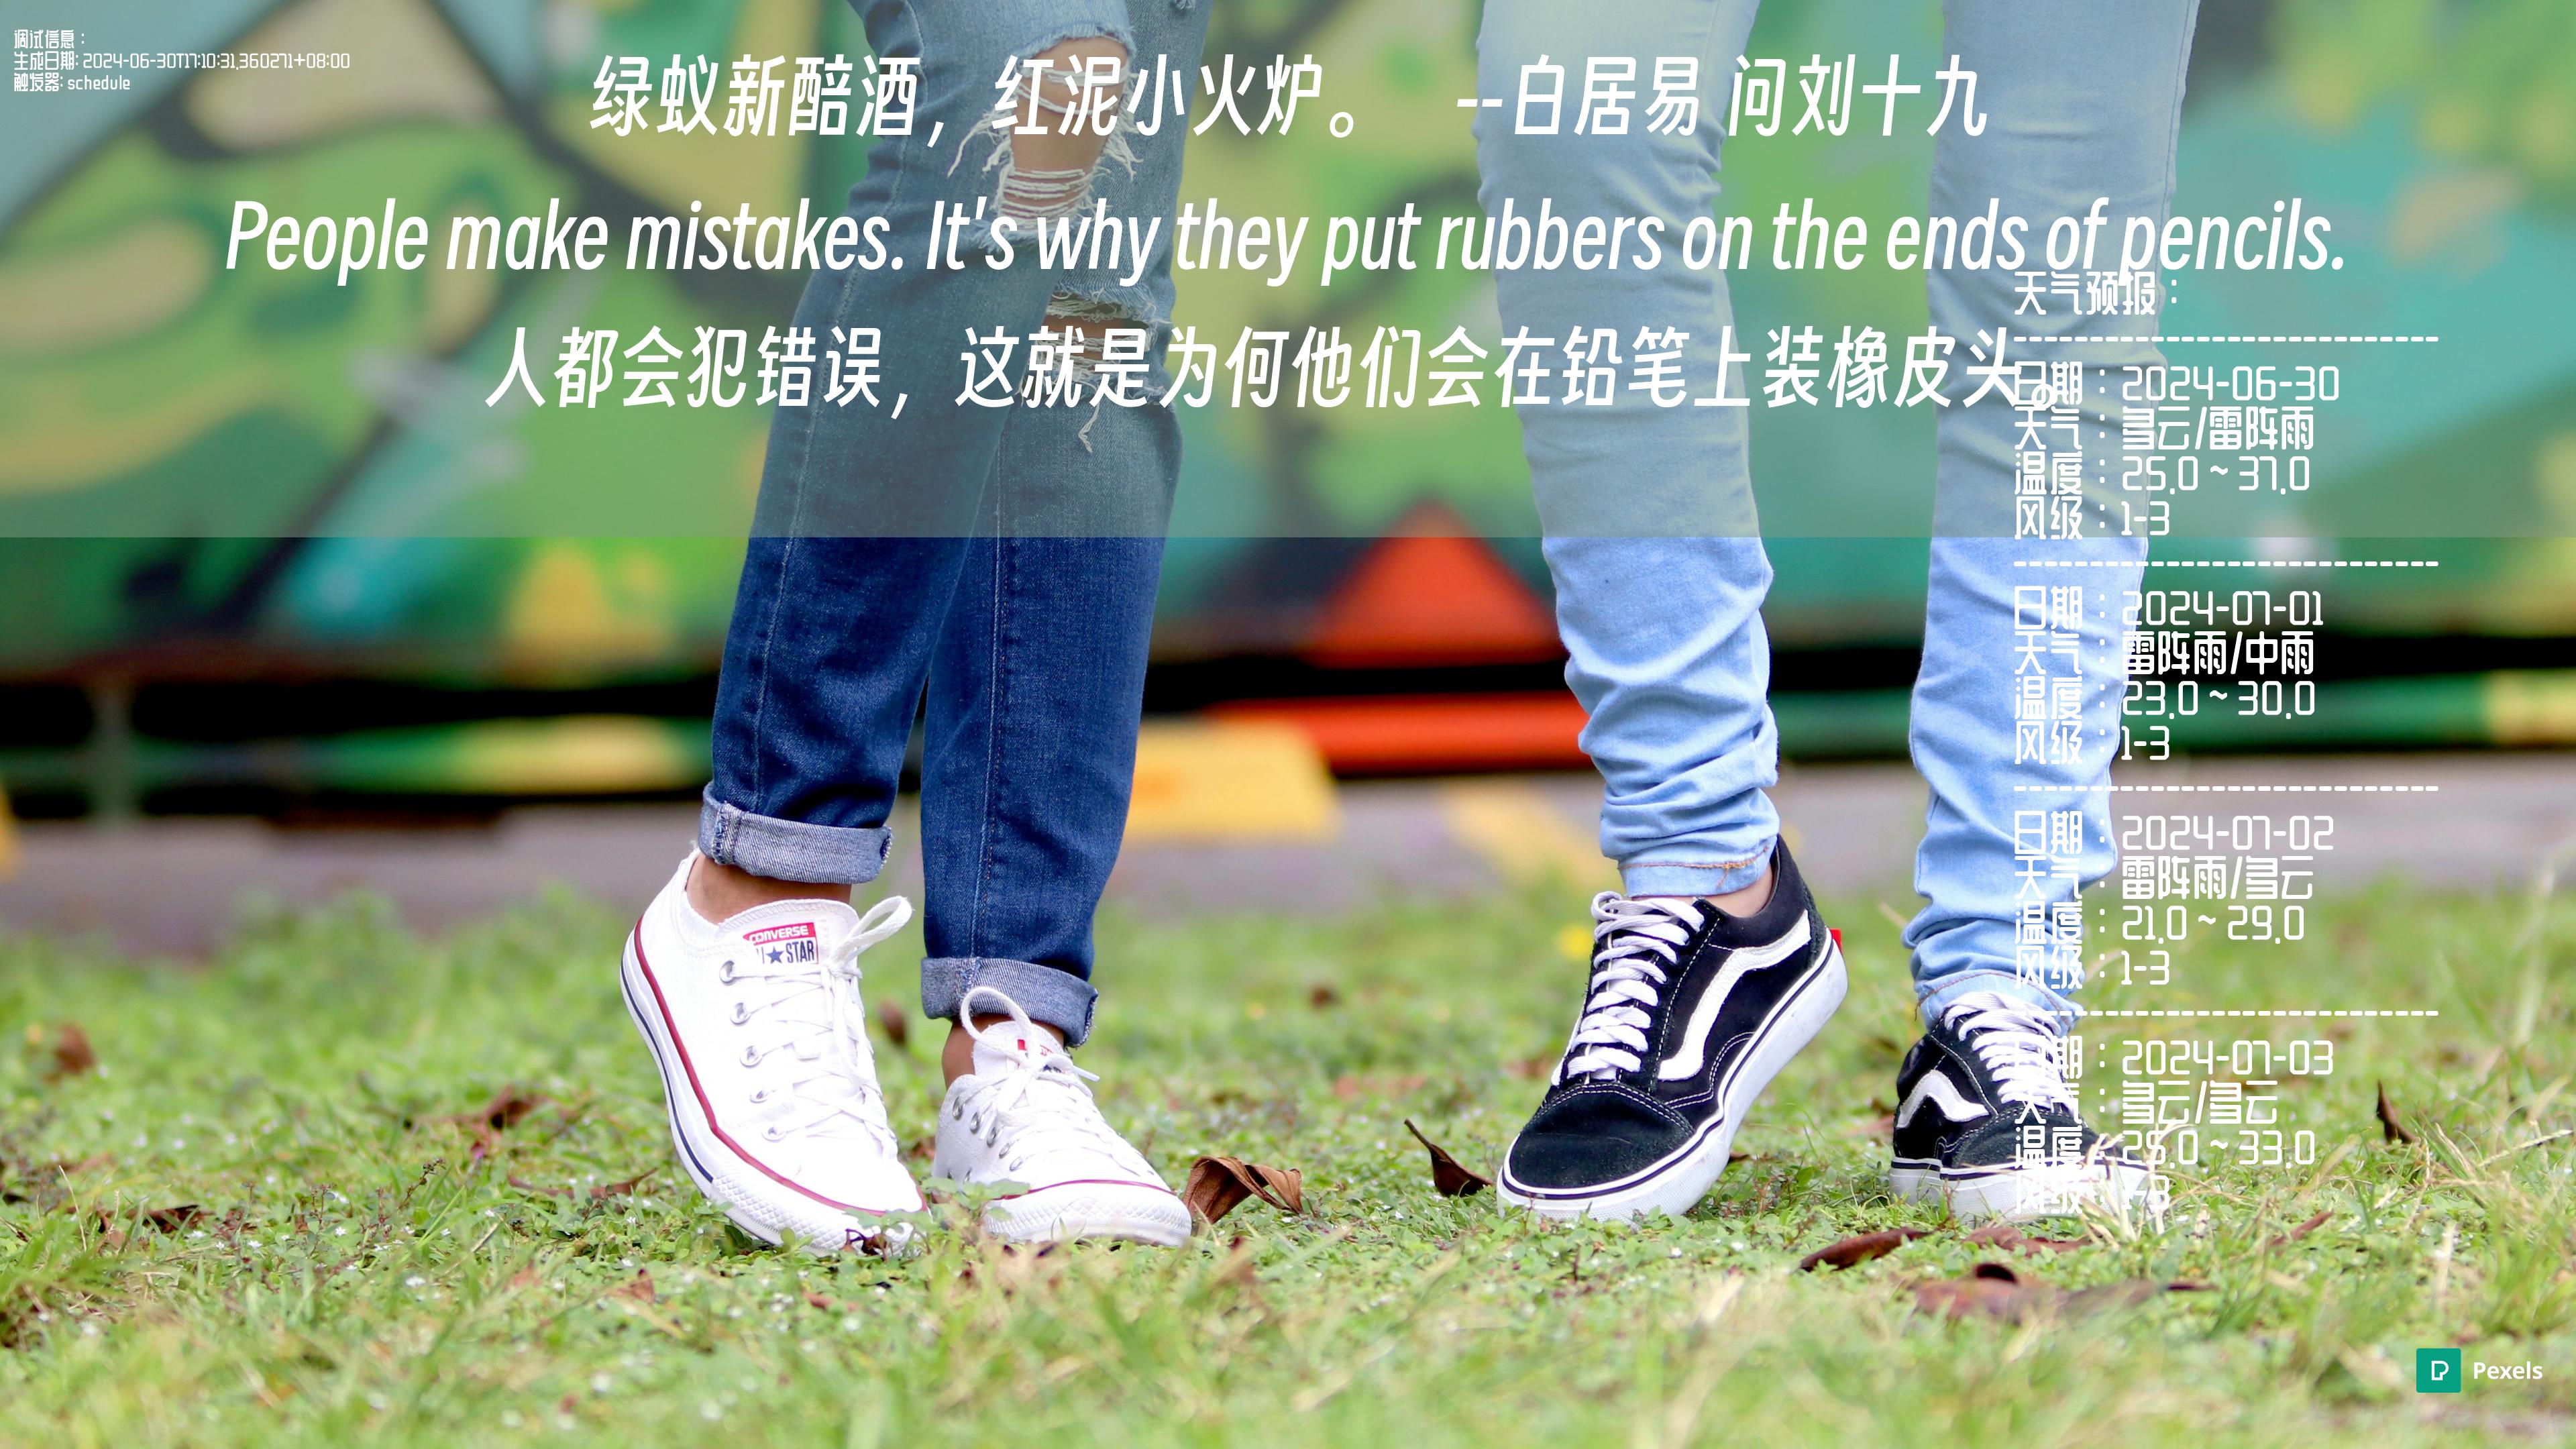 调试信息：
生成日期: 2024-06-30T17:10:31.360271+08:00
触发器: schedule
绿蚁新醅酒，红泥小火炉。 --白居易 问刘十九
People make mistakes. It's why they put rubbers on the ends of pencils.
人都会犯错误，这就是为何他们会在铅笔上装橡皮头。
天气预报：
------------------------------
日期：2024-06-30
天气：多云/雷阵雨
温度：25.0 ~ 37.0
风级：1-3
------------------------------
日期：2024-07-01
天气：雷阵雨/中雨
温度：23.0 ~ 30.0
风级：1-3
------------------------------
日期：2024-07-02
天气：雷阵雨/多云
温度：21.0 ~ 29.0
风级：1-3
------------------------------
日期：2024-07-03
天气：多云/多云
温度：25.0 ~ 33.0
风级：1-3
CONVERSE
STAR
Pexels